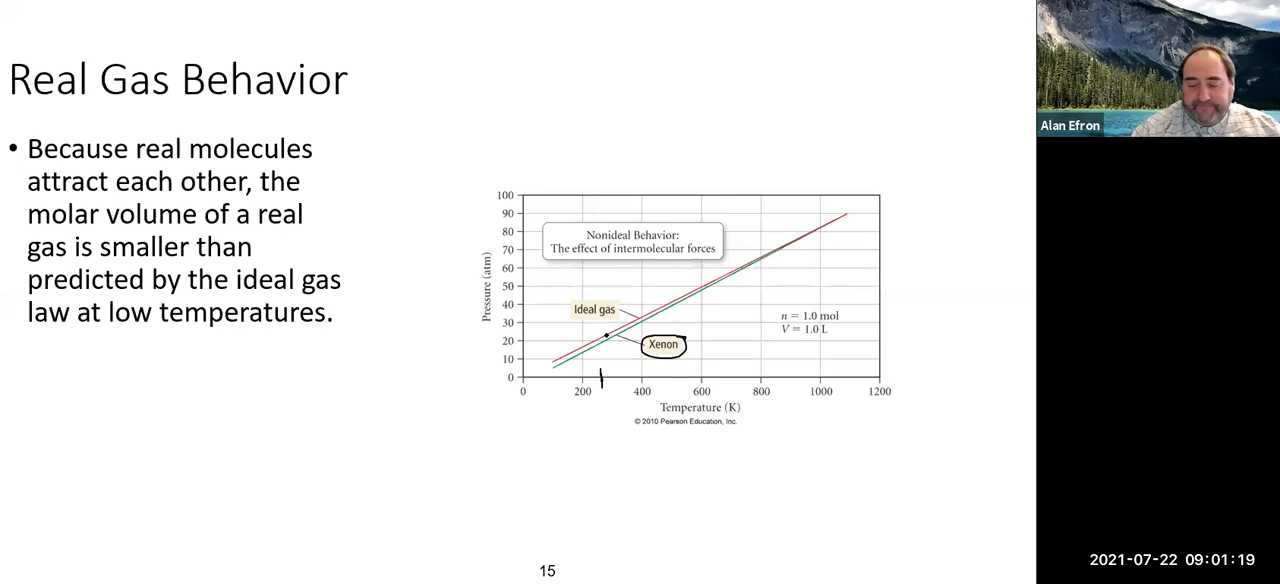 Real Gas Behavior
• Because real molecules
attract each other, the
molar volume of a real
gas is smaller than
predicted by the ideal gas
law at low temperatures.
100
90
80
70
60
50
40
30
20
10
0
Pressure (atm)
Nonideal Behavior:
The effect of intermolecular forces
Ideal gas
Xenon
n = 1.0 mol
V = 1.0 L
0 200 400 600 800 1000 1200
Temperature (K)
© 2010 Pearson Education, Inc.
15
Alan Efron
2021-07-22 09:01:19